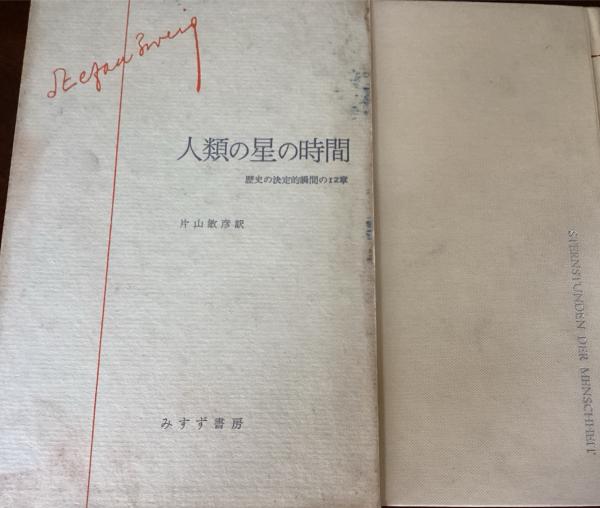 Stefan Zweig
人類の星の時間
歴史の決定的瞬間の12章
片山敏彦訳
みすず書房
STERNSTUNDEN DER MENSCHHEIT